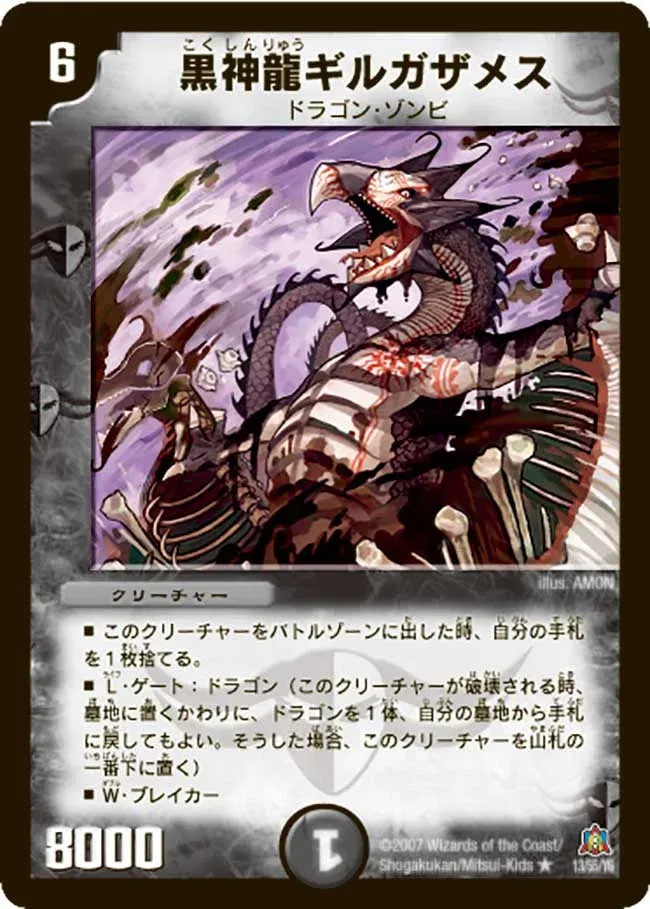 6
こくしんりゅう
黒神龍ギルガザメス
ドラゴン・ゾンビ
illus. AMON
クリーチャー
■ このクリーチャーをバトルゾーンに出した時、自分の手札
を1枚捨てる。
■ L・ゲート：ドラゴン（このクリーチャーが破壊される時、
墓地に置くかわりに、ドラゴンを1体、自分の墓地から手札
に戻してもよい。そうした場合、このクリーチャーを山札の
一番下に置く）
■ W・ブレイカー
8000
1
©2007 Wizards of the Coast/
Shogakukan/Mitsui-Kids ★ 13/55/Y6